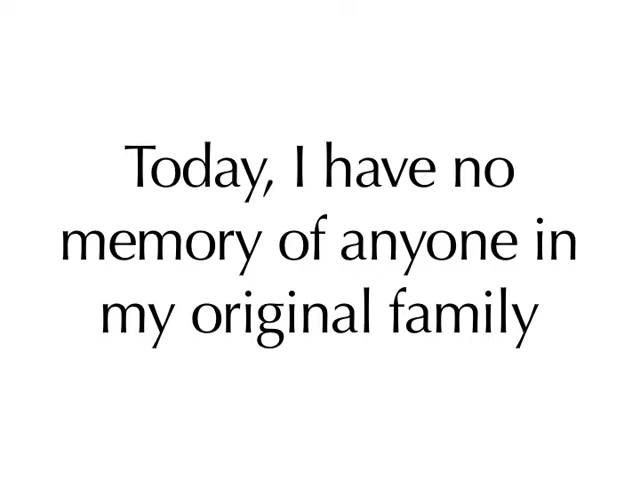 Today, I have no
memory of anyone in
my original family